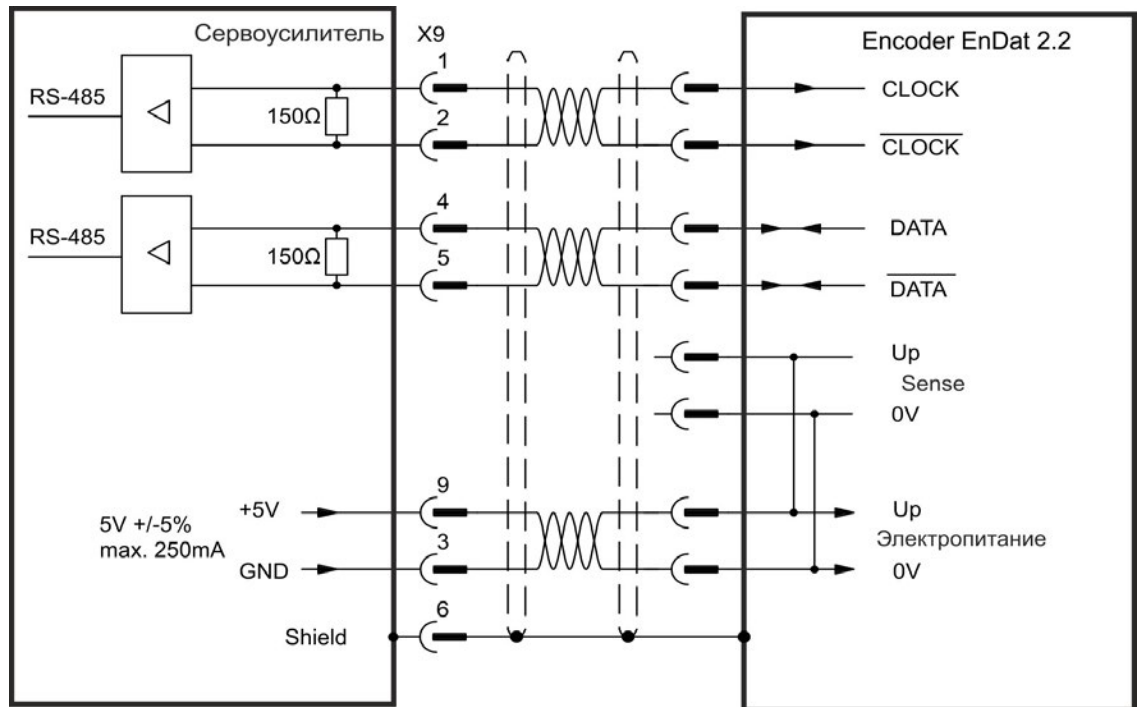 Сервоусилитель
X9
Encoder EnDat 2.2
RS-485
150Ω
1
2
CLOCK
CLOCK
RS-485
150Ω
4
5
DATA
DATA
Up
Sense
0V
5V +/-5%
max. 250mA
+5V
GND
9
3
Up
Электропитание
0V
Shield
6